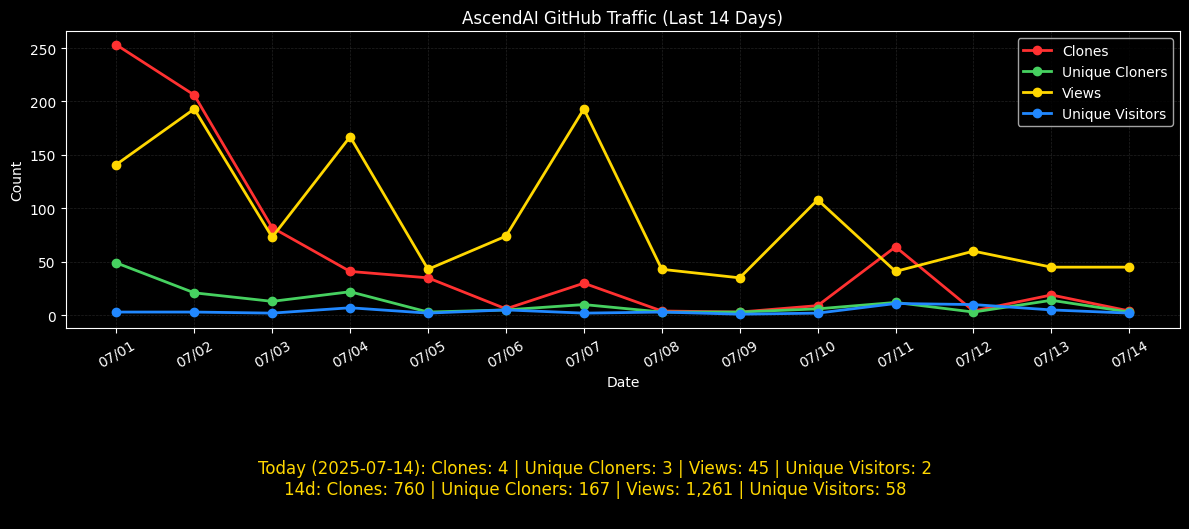 AscendAI GitHub Traffic (Last 14 Days)
Clones
Unique Cloners
Views
Unique Visitors
Count
250
200
150
100
50
0
07/01 07/02 07/03 07/04 07/05 07/06 07/07 07/08 07/09 07/10 07/11 07/12 07/13 07/14
Date
Today (2025-07-14): Clones: 4 | Unique Cloners: 3 | Views: 45 | Unique Visitors: 2
14d: Clones: 760 | Unique Cloners: 167 | Views: 1,261 | Unique Visitors: 58